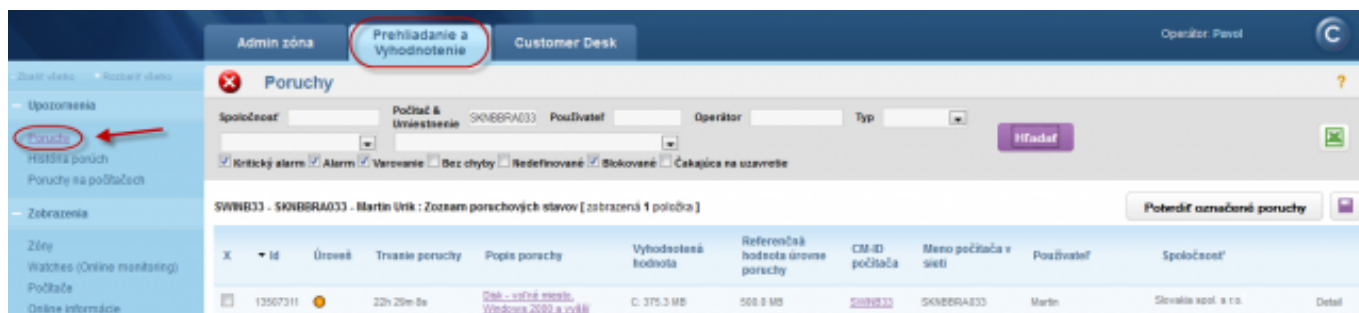 Admin zóna
Prehliadanie a
Vyhodnotenie
Customer Desk
Operátor: Pavol
Zbaliť všetko
Rozbaliť všetko
Upozornenia
Poruchy
História porúch
Poruchy na počítačoch
Zobrazenia
Zóny
Watches (Online monitoring)
Počítače
Online informácie
Poruchy
?
Spoločnosť
Počítač &
Umiestnenie
SKNBBRA033
Používateľ
Operátor
Typ
Hľadať
Kritický alarm
Alarm
Varovanie
Bez chyby
Nedefinované
Blokované
Čakajúca na uzavretie
SWINB33 - SKNBBRA033 - Martin Urik : Zoznam poruchových stavov [ zobrazená 1 položka ]
Potvrdiť označené poruchy
X
Id
Úroveň
Trvanie poruchy
Popis poruchy
Vyhodnotená
hodnota
Referenčná
hodnota úrovne
poruchy
CM-ID
počítača
Meno počítača v
sieti
Používateľ
Spoločnosť
13507311
22h 29m 8s
Disk - voľné miesto,
Windows 2000 a vyšší
C: 375.3 MB
500.0 MB
SWINB33
SKNBBRA033
Martin
Slovakia spol. s r.o.
Detail